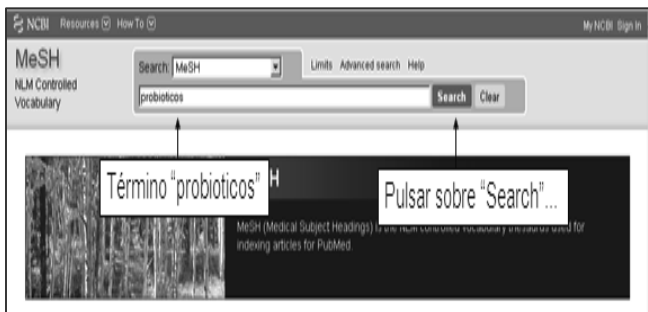 NCBI Resources How To My NCBI Sign In
MeSH
NLM Controlled
Vocabulary
Search: MeSH
Limits Advanced search Help
probioticos
Search Clear
Término "probioticos"
H
Pulsar sobre "Search"...
MeSH (Medical Subject Headings) is the NLM controlled vocabulary thesaurus used for
indexing articles for PubMed.